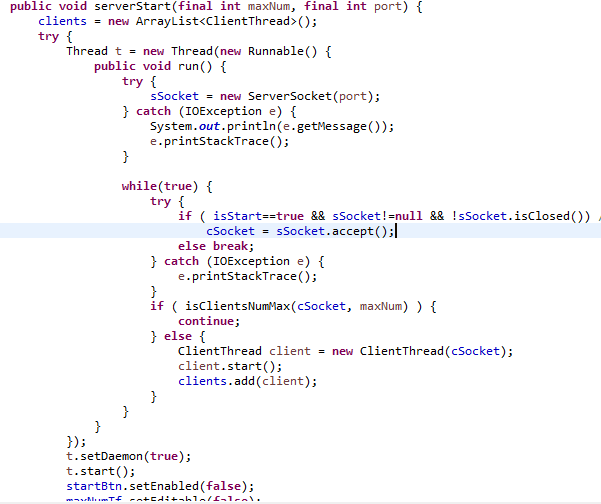 public void serverStart(final int maxNum, final int port) {
    clients = new ArrayList<ClientThread>();
    try {
        Thread t = new Thread(new Runnable() {
            public void run() {
                try {
                    sSocket = new ServerSocket(port);
                } catch (IOException e) {
                    System.out.println(e.getMessage());
                    e.printStackTrace();
                }

                while(true) {
                    try {
                        if ( isStart==true && sSocket!=null && !sSocket.isClosed()) /
                            cSocket = sSocket.accept();
                        else break;
                    } catch (IOException e) {
                        e.printStackTrace();
                    }
                    if ( isClientsNumMax(cSocket, maxNum) ) {
                        continue;
                    } else {
                        ClientThread client = new ClientThread(cSocket);
                        client.start();
                        clients.add(client);
                    }
                }
            }
        });
        t.setDaemon(true);
        t.start();
        startBtn.setEnabled(false);
        maxNumTf.setEditable(false);